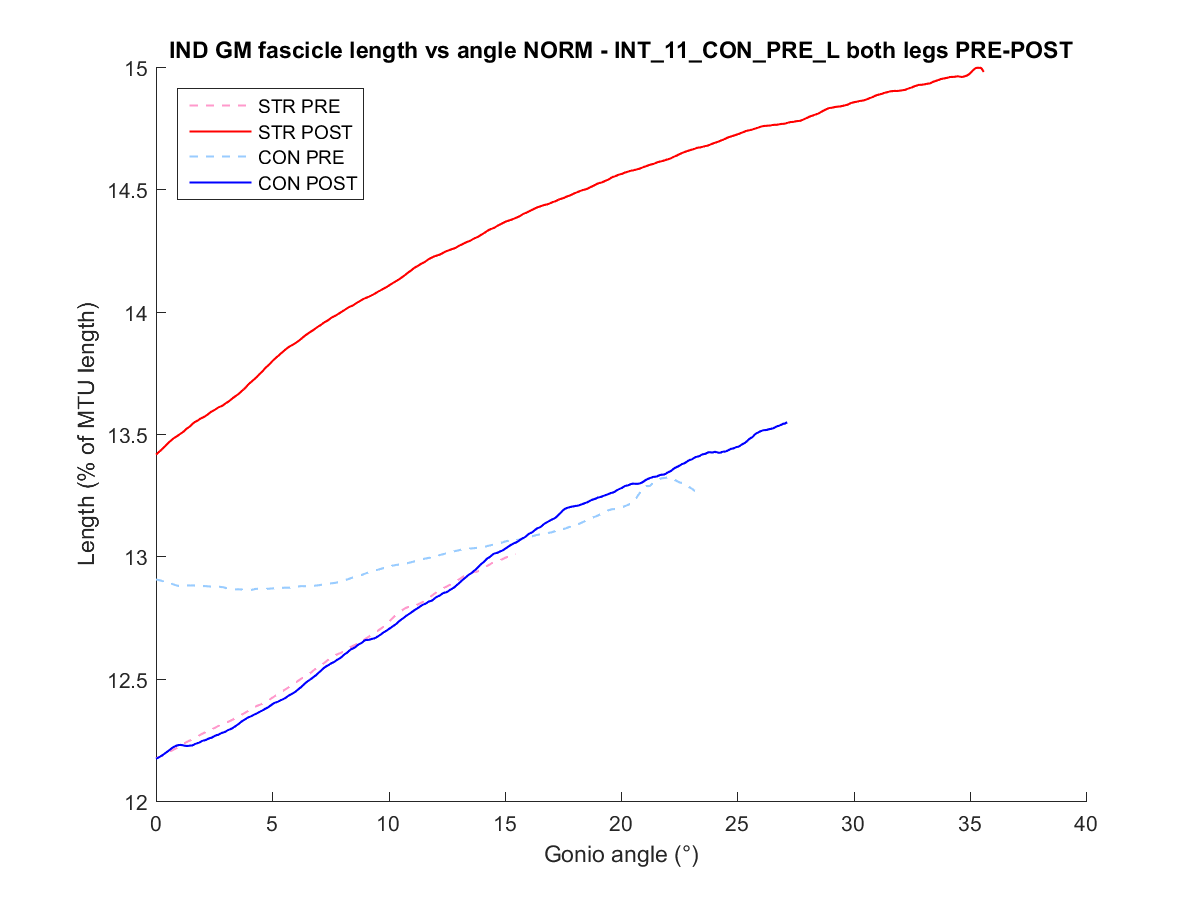 IND GM fascicle length vs angle NORM - INT_11_CON_PRE_L both legs PRE-POST
STR PRE
STR POST
CON PRE
CON POST
Length (% of MTU length)
15
14.5
14
13.5
13
12.5
12
0 5 10 15 20 25 30 35 40
Gonio angle (°)